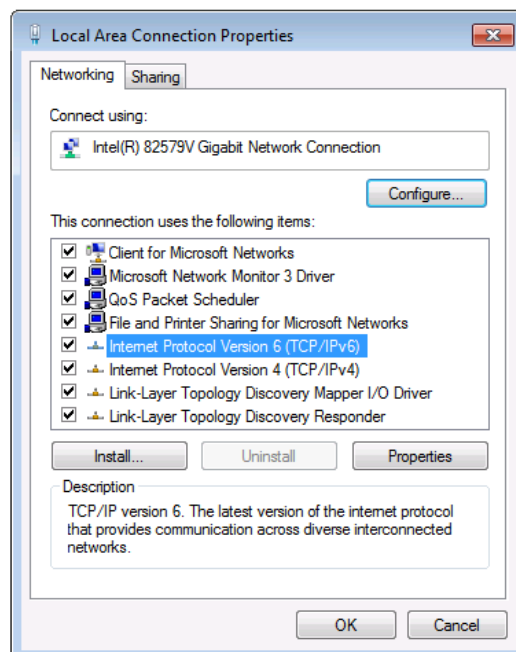 Local Area Connection Properties
Networking
Sharing
Connect using:
Intel(R) 82579V Gigabit Network Connection
Configure...
This connection uses the following items:
Client for Microsoft Networks
Microsoft Network Monitor 3 Driver
QoS Packet Scheduler
File and Printer Sharing for Microsoft Networks
Internet Protocol Version 6 (TCP/IPv6)
Internet Protocol Version 4 (TCP/IPv4)
Link-Layer Topology Discovery Mapper I/O Driver
Link-Layer Topology Discovery Responder
Install...
Uninstall
Properties
Description
TCP/IP version 6. The latest version of the internet protocol
that provides communication across diverse interconnected
networks.
OK
Cancel